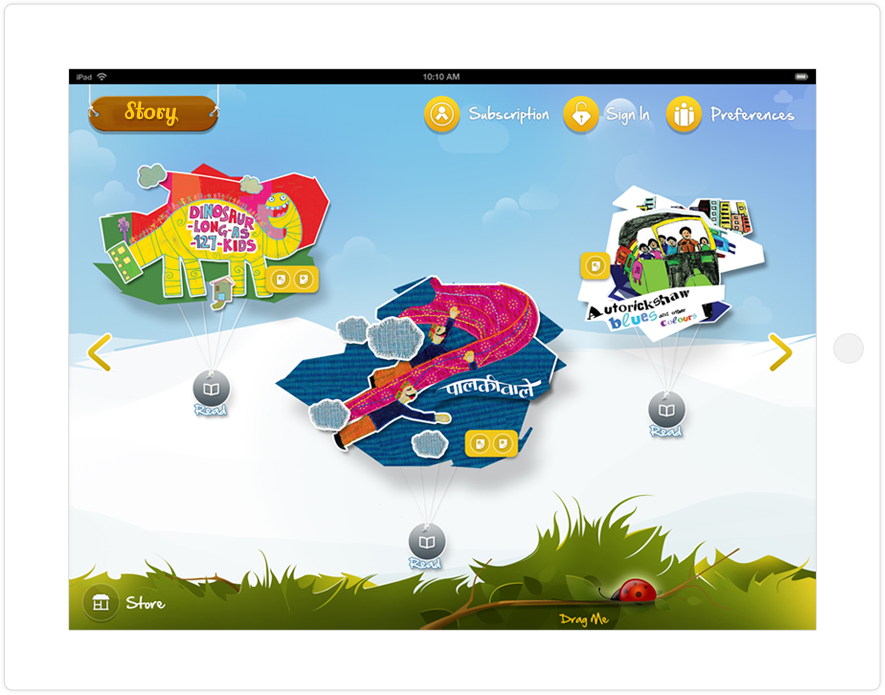 iPad
10:10 AM
Story
Subscription
Sign In
Preferences
DINOSAUR
-LONG-AS
-127-KIDS
Read
पालकीवाले
Read
Autorickshaw
blues and other
colours
Read
Store
Drag Me